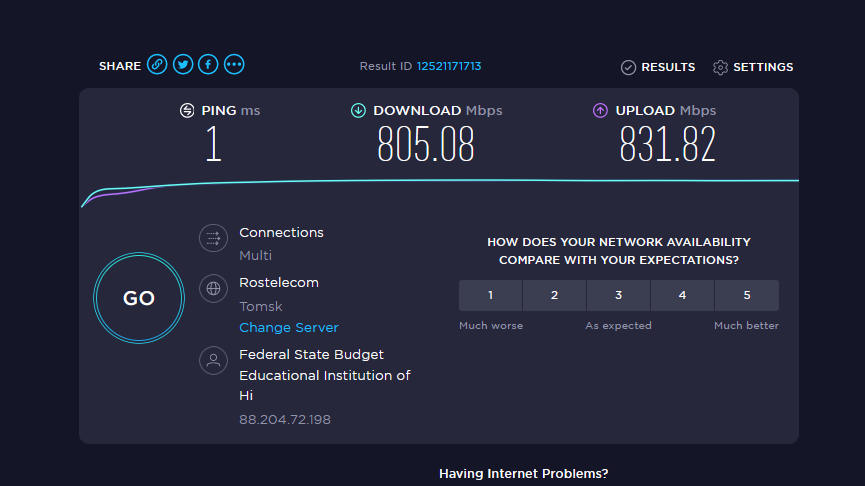 SHARE
Result ID 12521171713
RESULTS
SETTINGS
PING ms
DOWNLOAD Mbps
UPLOAD Mbps
1
805.08
831.82
GO
Connections
Multi
Rostelecom
Tomsk
Change Server
Federal State Budget
Educational Institution of
Hi
88.204.72.198
HOW DOES YOUR NETWORK AVAILABILITY
COMPARE WITH YOUR EXPECTATIONS?
1 2 3 4 5
Much worse As expected Much better
Having Internet Problems?